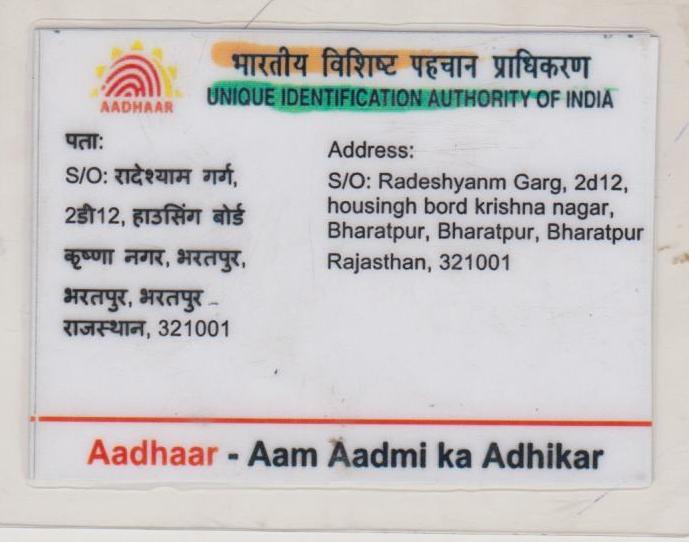 AADHAAR
भारतीय विशिष्ट पहचान प्राधिकरण
UNIQUE IDENTIFICATION AUTHORITY OF INDIA
पता:
S/O: रादेश्याम गर्ग,
2डी12, हाउसिंग बोर्ड
कृष्णा नगर, भरतपुर,
भरतपुर, भरतपुर
राजस्थान, 321001
Address:
S/O: Radeshyanm Garg, 2d12,
housingh bord krishna nagar,
Bharatpur, Bharatpur, Bharatpur
Rajasthan, 321001
Aadhaar - Aam Aadmi ka Adhikar